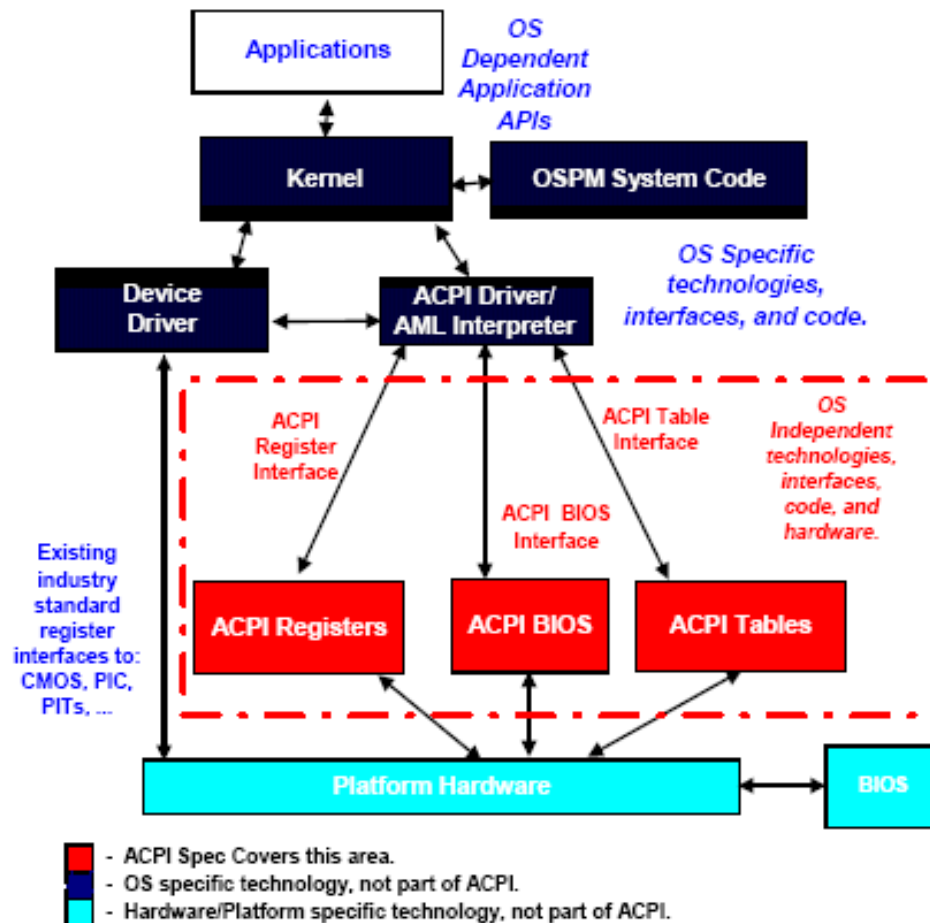 Applications
OS
Dependent
Application
APIs
Kernel
OSPM System Code
OS Specific
technologies,
interfaces, and code.
Device
Driver
ACPI Driver/
AML Interpreter
ACPI
Register
Interface
ACPI Table
Interface
OS
Independent
technologies,
interfaces,
code, and
hardware.
ACPI BIOS
Interface
Existing
industry
standard
register
interfaces to:
CMOS, PIC,
PITs, ...
ACPI Registers
ACPI BIOS
ACPI Tables
Platform Hardware
BIOS
- ACPI Spec Covers this area.
- OS specific technology, not part of ACPI.
- Hardware/Platform specific technology, not part of ACPI.